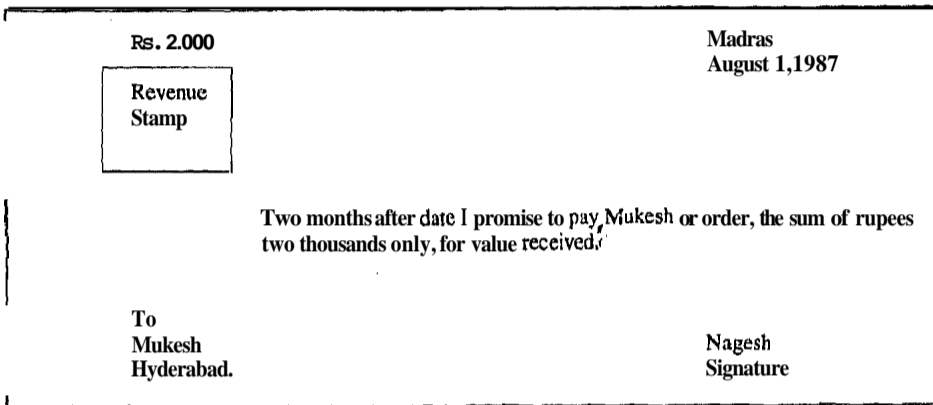 Rs. 2.000
Madras
August 1,1987
Revenue
Stamp
Two months after date I promise to pay, Mukesh or order, the sum of rupees
two thousands only, for value received.
To
Mukesh
Hyderabad.
Nagesh
Signature